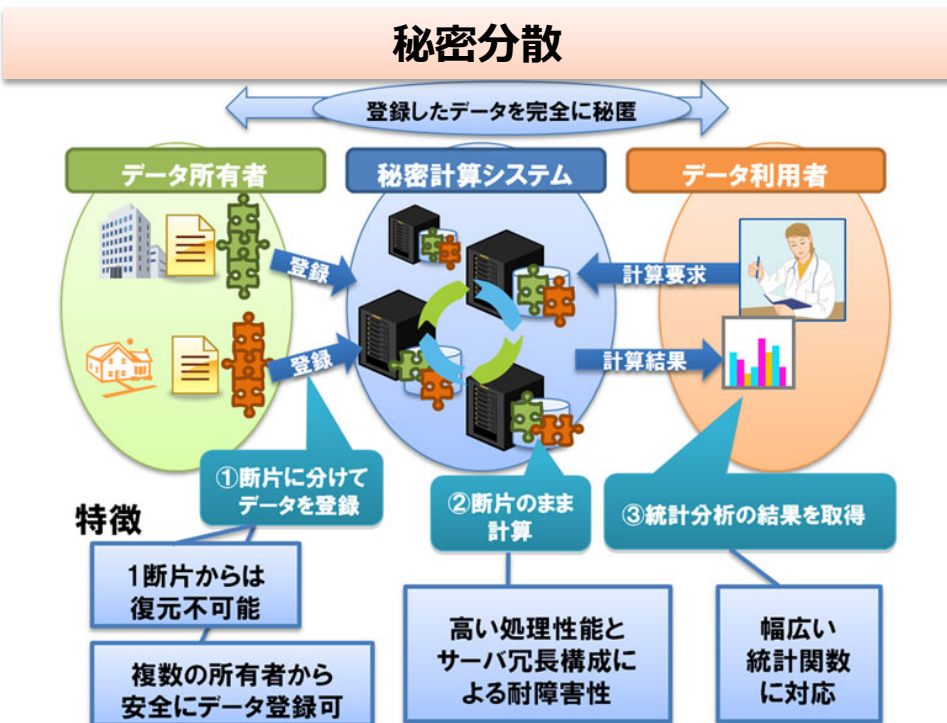 秘密分散
登録したデータを完全に秘匿
データ所有者
秘密計算システム
データ利用者
登録
計算要求
登録
計算結果
①断片に分けて
データを登録
②断片のまま
計算
③統計分析の結果を取得
特徴
1断片からは
復元不可能
複数の所有者から
安全にデータ登録可
高い処理性能と
サーバ冗長構成に
よる耐障害性
幅広い
統計関数
に対応